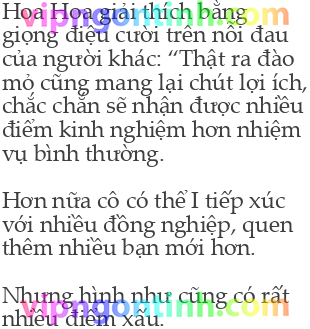 Họa Họa giải thích bằng
vipngontinh.com
giọng điệu cười trên nỗi đau
của người khác: “Thật ra đào
mỏ cũng mang lại chút lợi ích,
chắc chắn sẽ nhận được nhiều
điểm kinh nghiệm hơn nhiệm
vụ bình thường.
Hơn nữa cô có thể I tiếp xúc
với nhiều đồng nghiệp, quen
thêm nhiều bạn mới hơn.
Nhưng hình như cũng có rất
vipngontinh.com
nhiều điểm xấu.